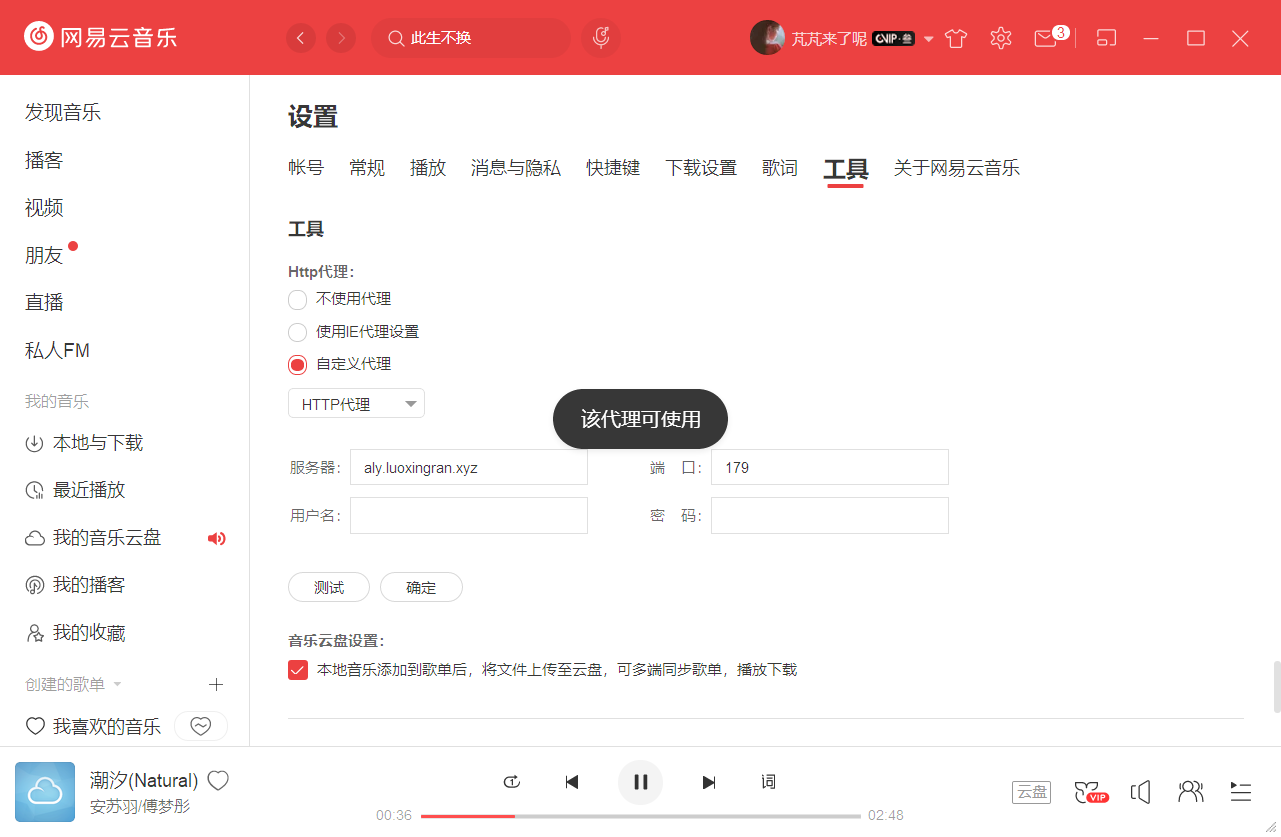 网易云音乐
此生不换
芃芃来了呢
CVIP·叁
3
发现音乐
播客
视频
朋友
直播
私人FM
我的音乐
本地与下载
最近播放
我的音乐云盘
我的播客
我的收藏
创建的歌单
我喜欢的音乐
设置
帐号 常规 播放 消息与隐私 快捷键 下载设置 歌词 工具 关于网易云音乐
工具
Http代理：
不使用代理
使用IE代理设置
自定义代理
HTTP代理
该代理可使用
服务器： aly.luoxingran.xyz 端 口： 179
用户名： 密 码：
测试 确定
音乐云盘设置：
本地音乐添加到歌单后，将文件上传至云盘，可多端同步歌单，播放下载
潮汐(Natural)
安苏羽/傅梦彤
1
词
00:36 02:48
云盘
VIP